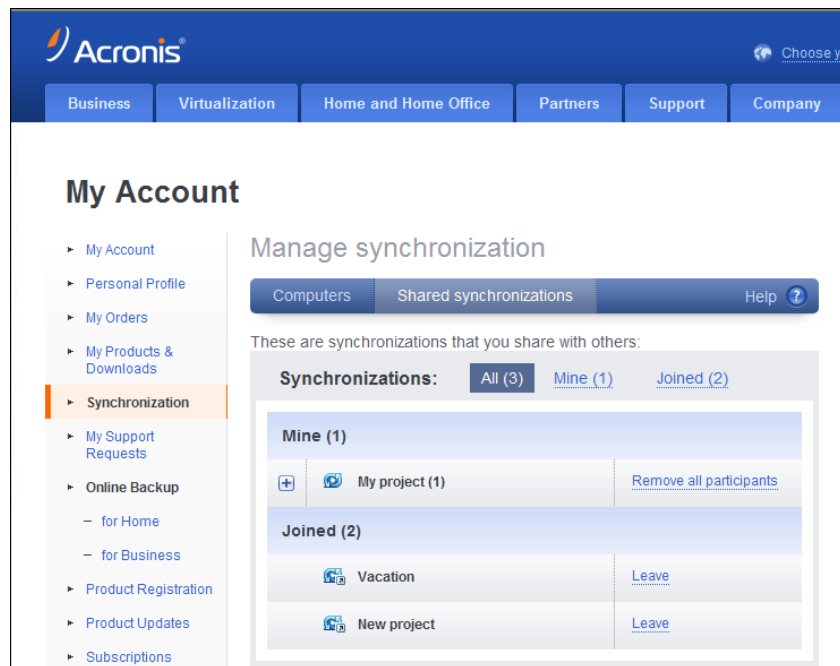 Acronis®
Choose y
Business
Virtualization
Home and Home Office
Partners
Support
Company
My Account
My Account
Personal Profile
My Orders
My Products &
Downloads
Synchronization
My Support
Requests
Online Backup
– for Home
– for Business
Product Registration
Product Updates
Subscriptions
Manage synchronization
Computers
Shared synchronizations
Help ?
These are synchronizations that you share with others:
Synchronizations: All (3) Mine (1) Joined (2)
Mine (1)
My project (1) Remove all participants
Joined (2)
Vacation Leave
New project Leave